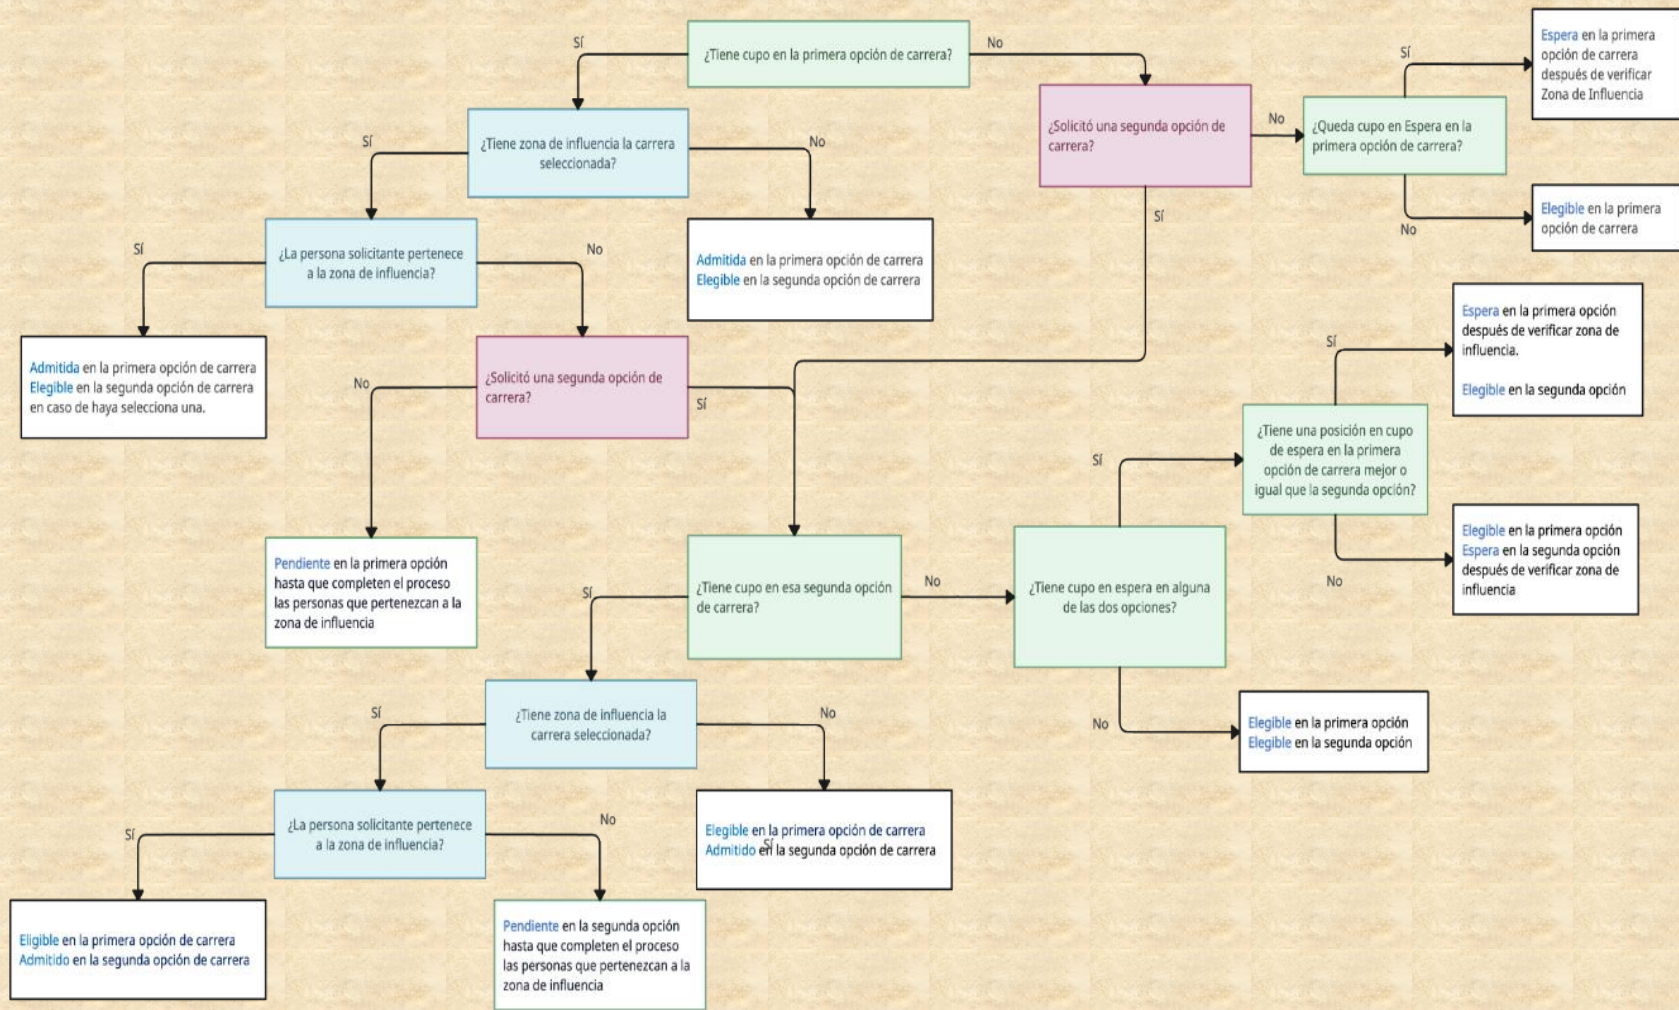 ¿Tiene cupo en la primera opción de carrera?
Sí
No
Espera en la primera
opción de carrera
después de verificar
Zona de Influencia
Sí
¿Solicitó una segunda opción de
carrera?
No
¿Queda cupo en Espera en la
primera opción de carrera?
No
Elegible en la primera
opción de carrera
Sí
¿Tiene zona de influencia la carrera
seleccionada?
Sí
No
Admitida en la primera opción de carrera
Elegible en la segunda opción de carrera
¿La persona solicitante pertenece
a la zona de influencia?
Sí
No
Admitida en la primera opción de carrera
Elegible en la segunda opción de carrera
en caso de haya selecciona una.
¿Solicitó una segunda opción de
carrera?
No
Sí
Pendiente en la primera opción
hasta que completen el proceso
las personas que pertenezcan a la
zona de influencia
¿Tiene cupo en esa segunda opción
de carrera?
Sí
No
¿Tiene cupo en espera en alguna
de las dos opciones?
Sí
No
¿Tiene una posición en cupo
de espera en la primera
opción de carrera mejor o
igual que la segunda opción?
Sí
No
Espera en la primera opción
después de verificar zona de
influencia.
Elegible en la segunda opción
Elegible en la primera opción
Espera en la segunda opción
después de verificar zona de
influencia
Elegible en la primera opción
Elegible en la segunda opción
¿Tiene zona de influencia la
carrera seleccionada?
Sí
No
Elegible en la primera opción de carrera
Sí
Admitido en la segunda opción de carrera
¿La persona solicitante pertenece
a la zona de influencia?
Sí
No
Eligible en la primera opción de carrera
Admitido en la segunda opción de carrera
Pendiente en la segunda opción
hasta que completen el proceso
las personas que pertenezcan a la
zona de influencia